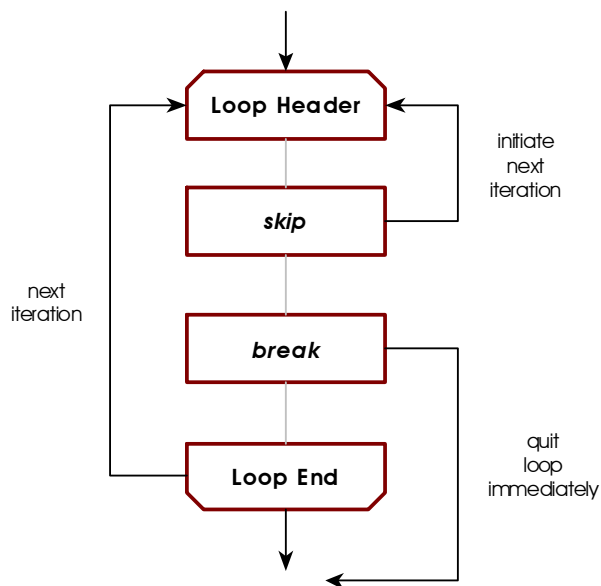 Loop Header
initiate
next
iteration
skip
next
iteration
break
quit
loop
immediately
Loop End